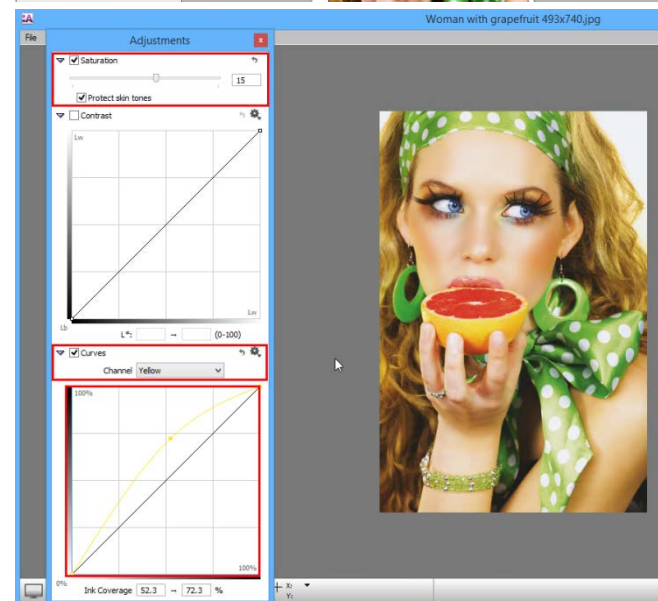 Woman with grapefruit 493x740.jpg
File
Adjustments
Saturation
15
Protect skin tones
Contrast
Lw
Lw
Lb
L*: → (0-100)
Curves
Channel Yellow
100%
100%
0%
Ink Coverage 52.3 → 72.3 %
X:
Y: